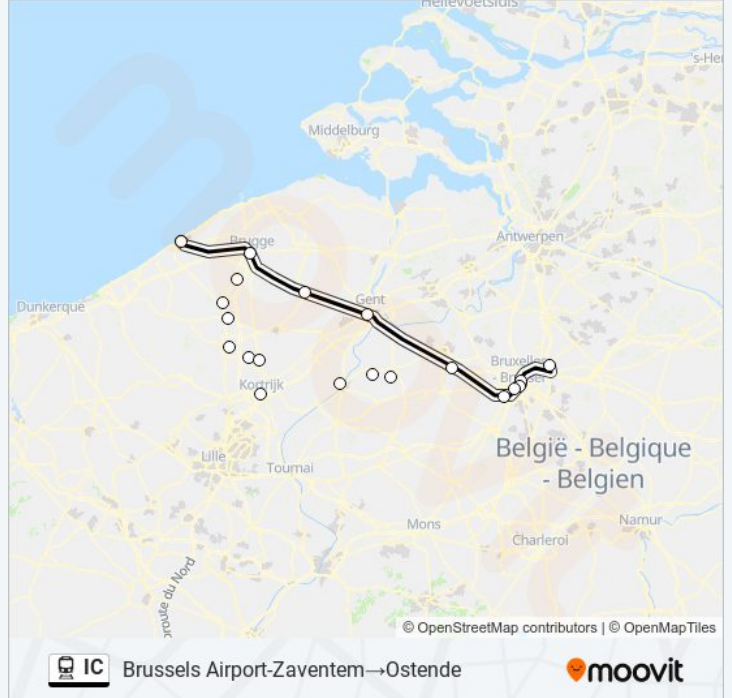 Hellevoetsluis
's-Her
Middelburg
Brugge
Antwerpen
Gent
Dunkerque
Bruxelles
- Brussel
Kortrijk
België - Belgique
- Belgien
Lille
Tournai
Mons
Namur
Charleroi
route du Nord
© OpenStreetMap contributors | © OpenMapTiles
IC Brussels Airport-Zaventem→Ostende
moovit